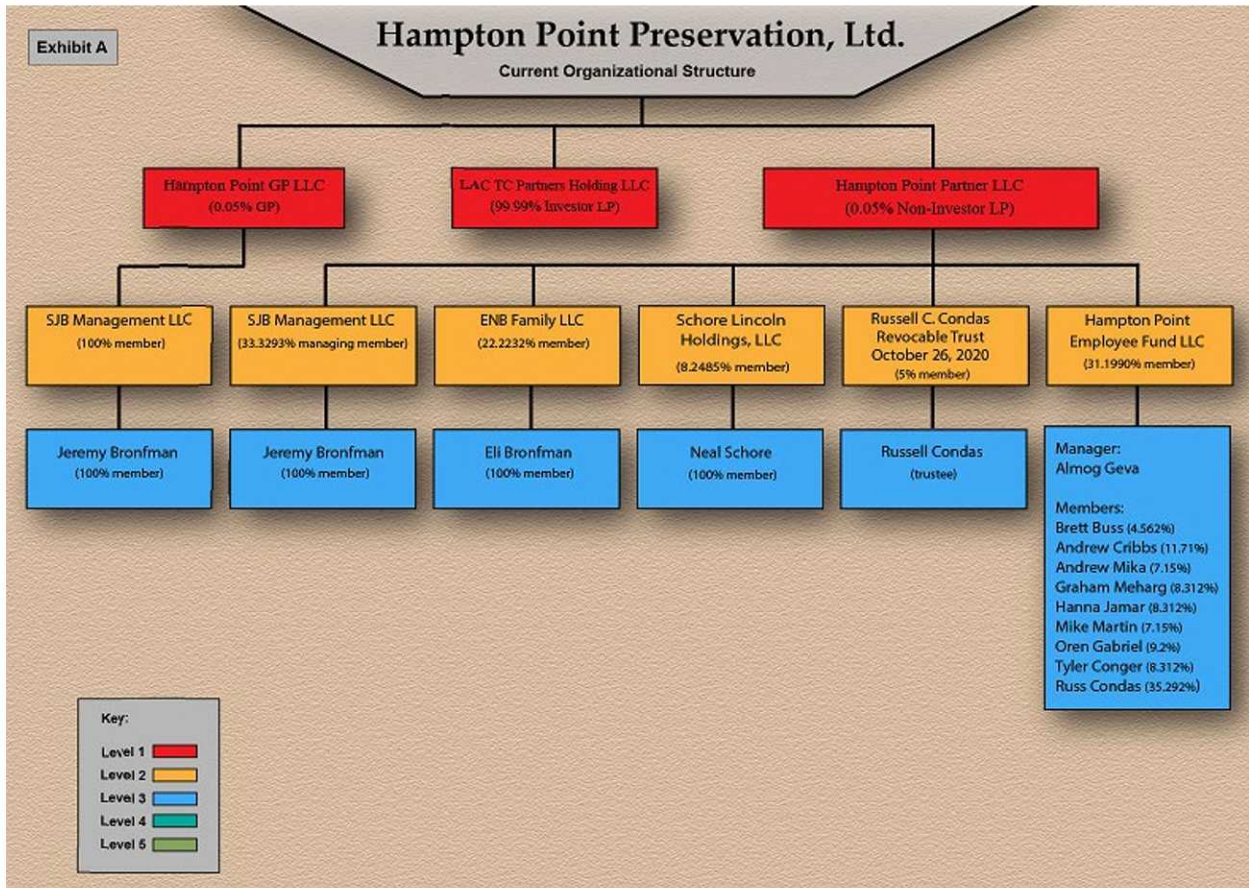 Exhibit A
Hampton Point Preservation, Ltd.
Current Organizational Structure
Hampton Point GP LLC
(0.05% GP)
LAC TC Partners Holding LLC
(99.99% Investor LP)
Hampton Point Partner LLC
(0.05% Non-Investor LP)
SJB Management LLC
(100% member)
SJB Management LLC
(33.3293% managing member)
ENB Family LLC
(22.2232% member)
Schore Lincoln
Holdings, LLC
(8.2485% member)
Russell C. Condas
Revocable Trust
October 26, 2020
(5% member)
Hampton Point
Employee Fund LLC
(31.1990% member)
Jeremy Bronfman
(100% member)
Jeremy Bronfman
(100% member)
Eli Bronfman
(100% member)
Neal Schore
(100% member)
Russell Condas
(trustee)
Manager:
Almog Geva
Members:
Brett Buss (4.562%)
Andrew Cribbs (11.71%)
Andrew Mika (7.15%)
Graham Meharg (8.312%)
Hanna Jamar (8.312%)
Mike Martin (7.15%)
Oren Gabriel (9.2%)
Tyler Conger (8.312%)
Russ Condas (35.292%)
Key:
Level 1
Level 2
Level 3
Level 4
Level 5